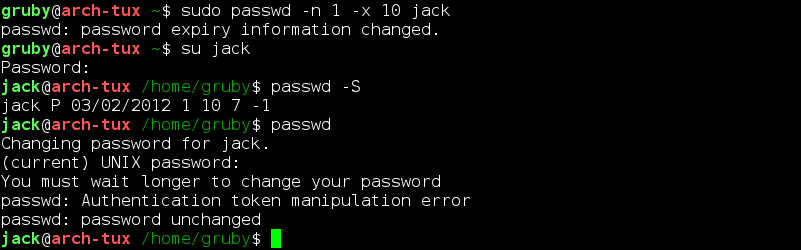 gruby@arch-tux ~$ sudo passwd -n 1 -x 10 jack
passwd: password expiry information changed.
gruby@arch-tux ~$ su jack
Password:
jack@arch-tux /home/gruby$ passwd -S
jack P 03/02/2012 1 10 7 -1
jack@arch-tux /home/gruby$ passwd
Changing password for jack.
(current) UNIX password:
You must wait longer to change your password
passwd: Authentication token manipulation error
passwd: password unchanged
jack@arch-tux /home/gruby$